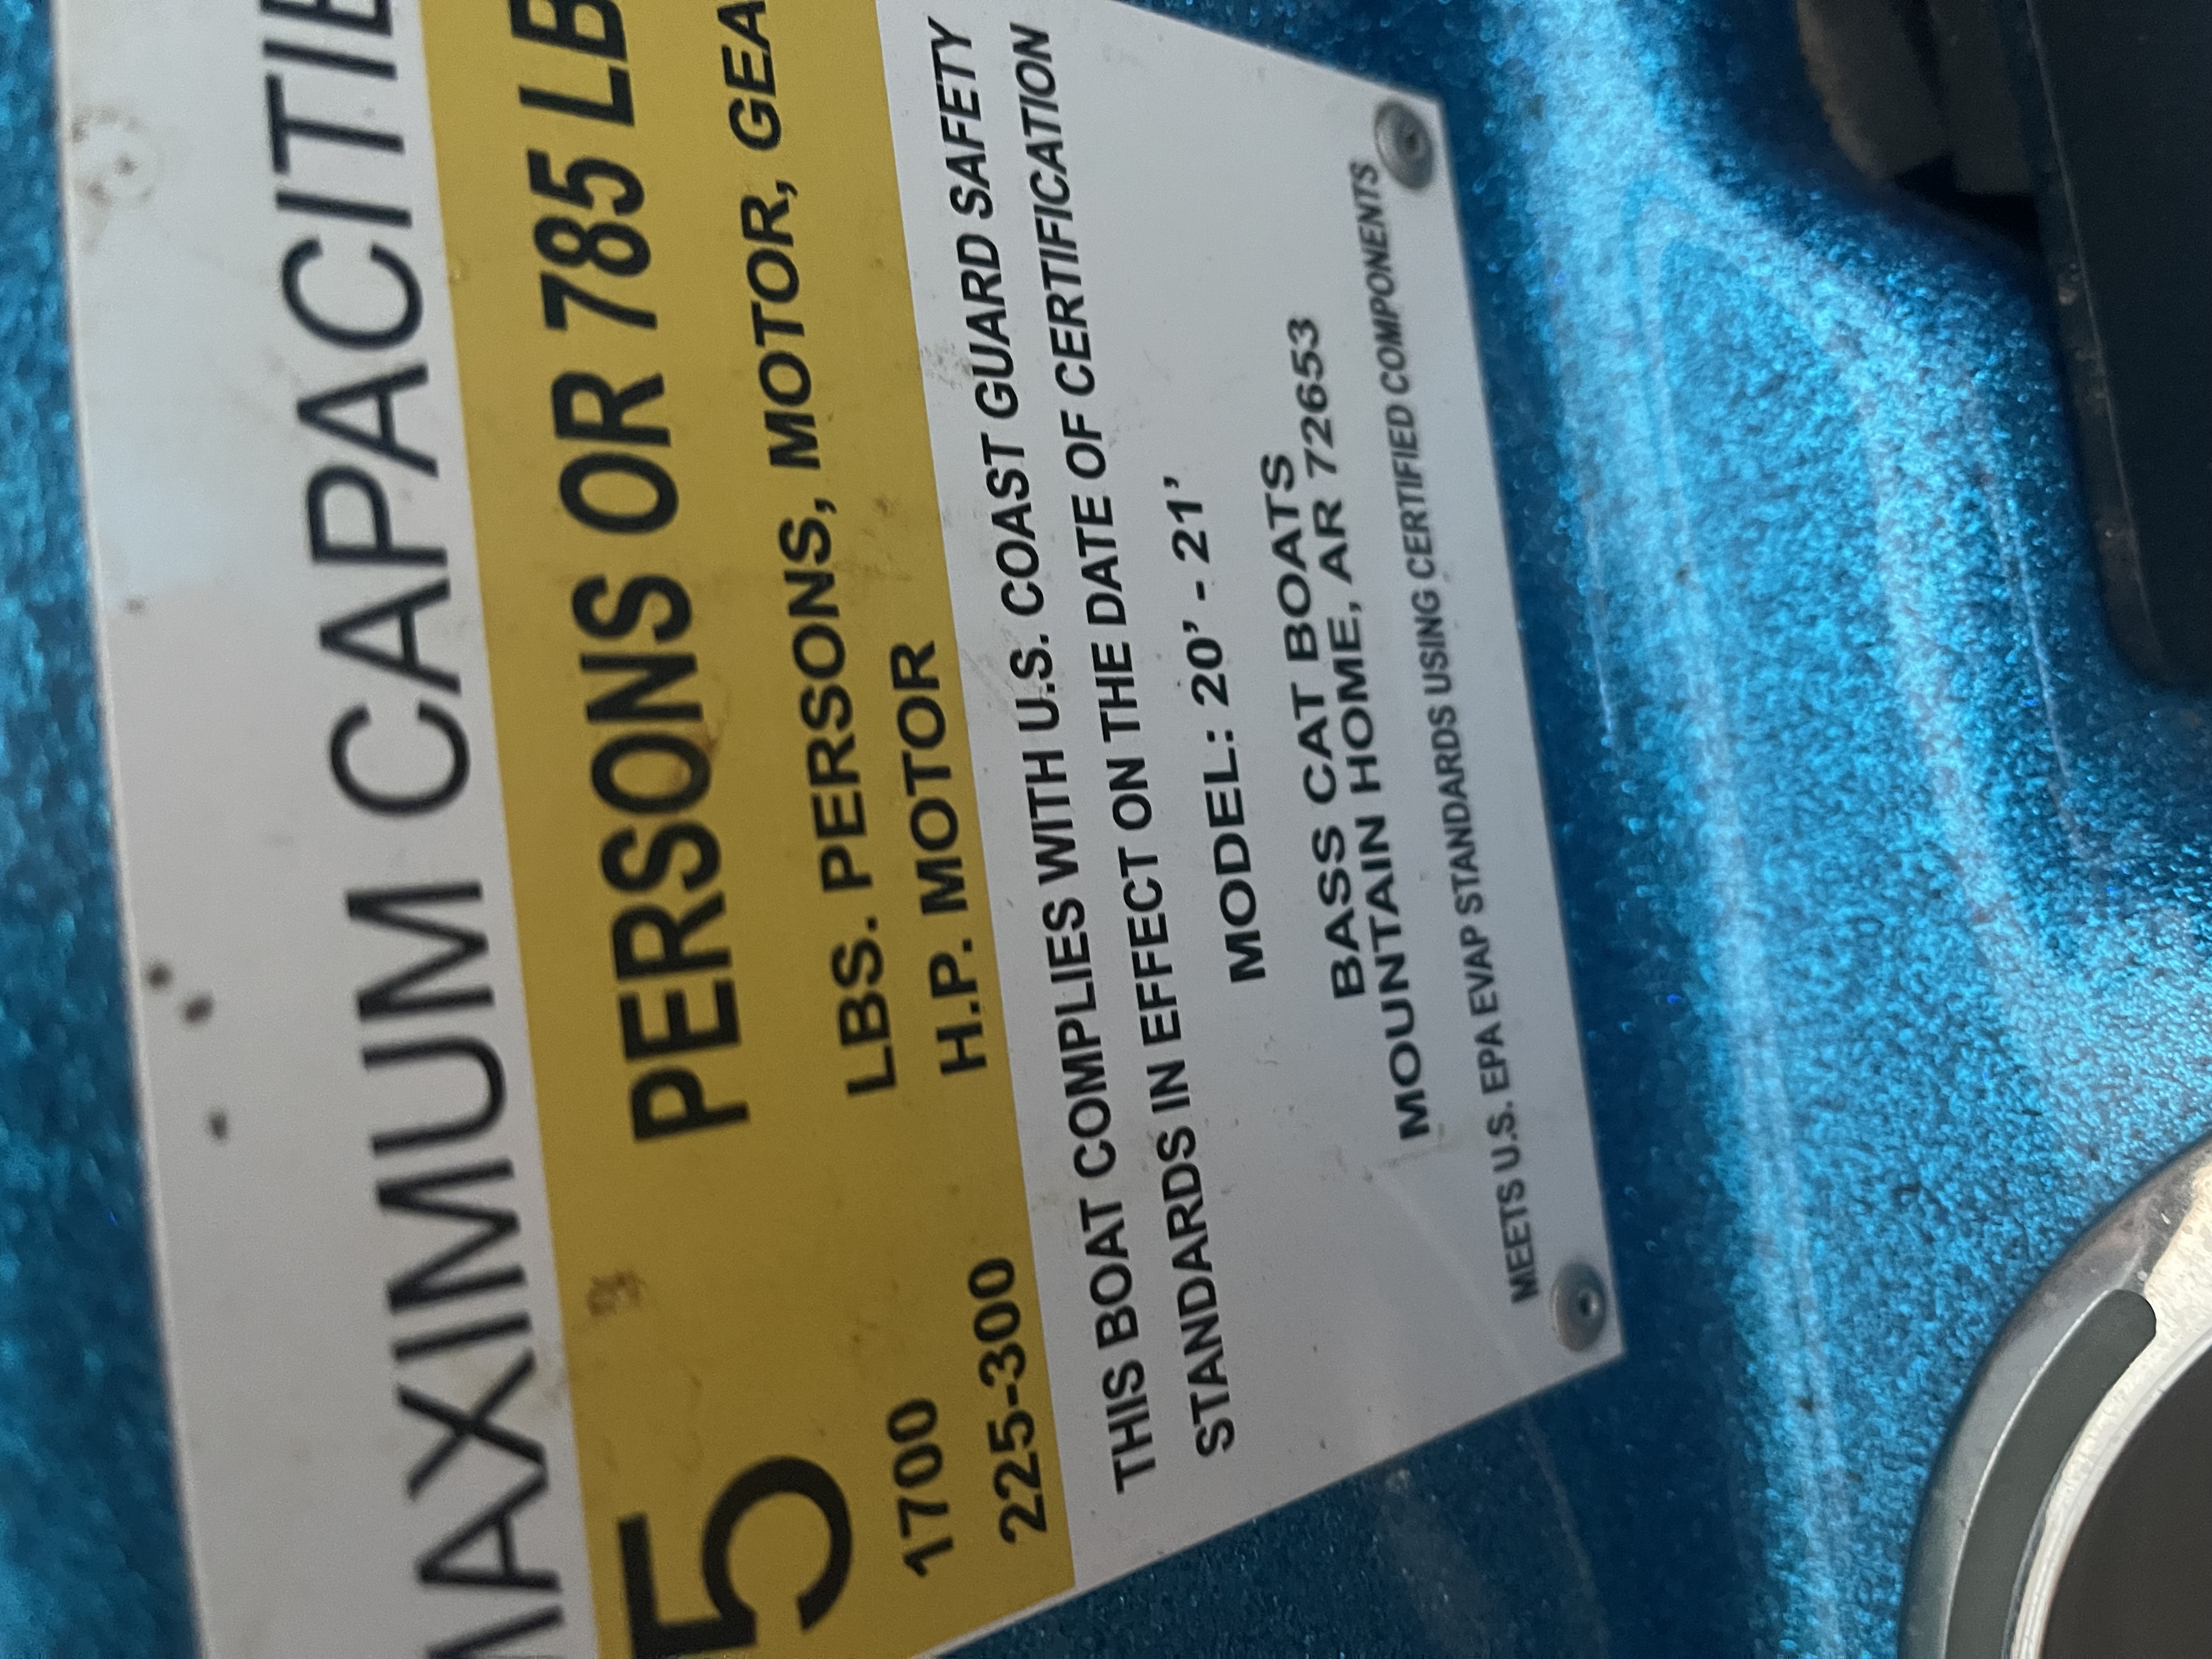 MAXIMUM CAPACITIE
5 PERSONS OR 785 LB
1700 LBS. PERSONS, MOTOR, GEA
225-300 H.P. MOTOR
THIS BOAT COMPLIES WITH U.S. COAST GUARD SAFETY
STANDARDS IN EFFECT ON THE DATE OF CERTIFICATION
MODEL: 20' - 21'
BASS CAT BOATS
MOUNTAIN HOME, AR 72653
MEETS U.S. EPA EVAP STANDARDS USING CERTIFIED COMPONENTS